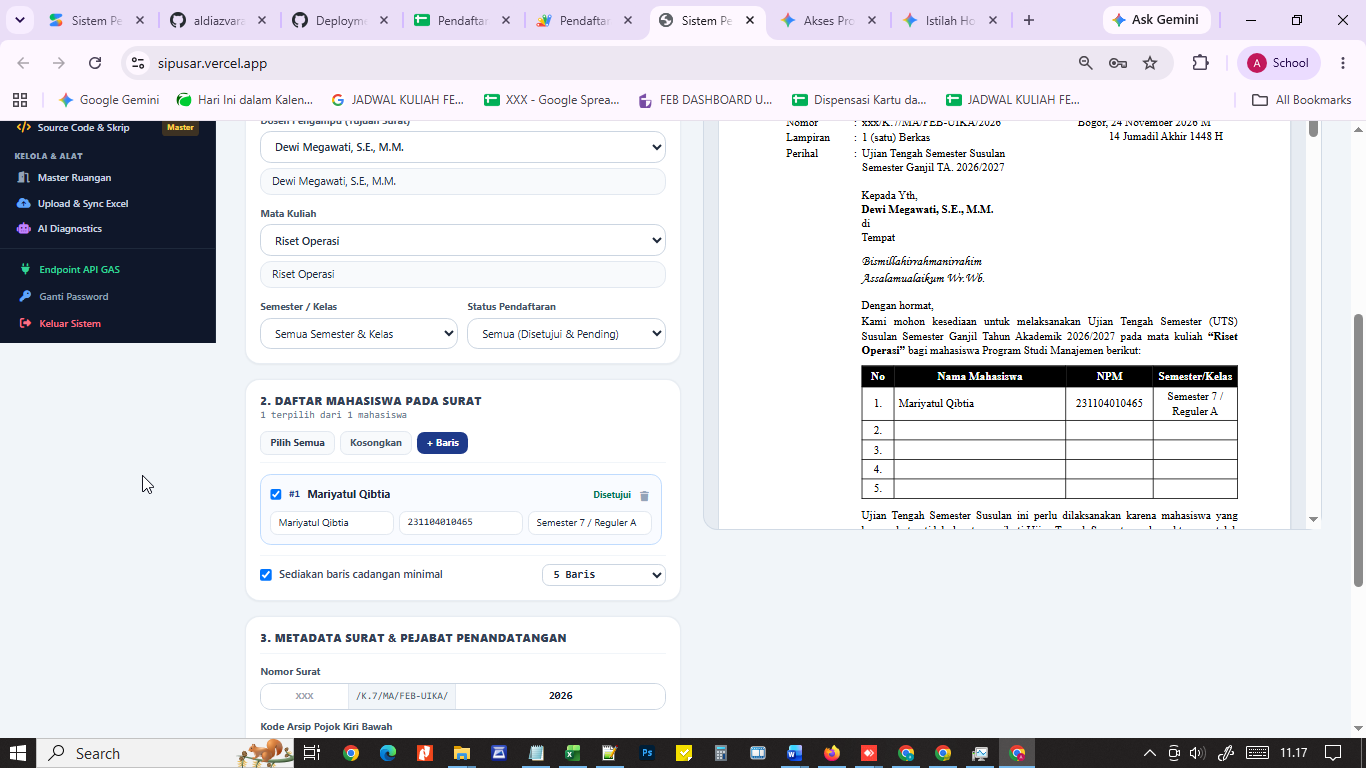 Sistem Pe
aldiazvara
Deployme
Pendaftar
Pendaftar
Sistem Pe
Akses Pro
Istilah Ho
Ask Gemini
sipusar.vercel.app
A School
Google Gemini
Hari Ini dalam Kalen...
JADWAL KULIAH FE...
XXX - Google Sprea...
FEB DASHBOARD U...
Dispensasi Kartu da...
JADWAL KULIAH FE...
All Bookmarks
Source Code & Skrip
Master
KELOLA & ALAT
Master Ruangan
Upload & Sync Excel
AI Diagnostics
Endpoint API GAS
Ganti Password
Keluar Sistem
Dosen Pengampu (Tujuan Surat)
Dewi Megawati, S.E., M.M.
Dewi Megawati, S.E., M.M.
Mata Kuliah
Riset Operasi
Riset Operasi
Semester / Kelas
Status Pendaftaran
Semua Semester & Kelas
Semua (Disetujui & Pending)
2. DAFTAR MAHASISWA PADA SURAT
1 terpilih dari 1 mahasiswa
Pilih Semua
Kosongkan
+ Baris
#1 Mariyatul Qibtia
Disetujui
Mariyatul Qibtia
231104010465
Semester 7 / Reguler A
Sediakan baris cadangan minimal
5 Baris
3. METADATA SURAT & PEJABAT PENANDATANGAN
Nomor Surat
XXX /K.7/MA/FEB-UIKA/ 2026
Kode Arsip Pojok Kiri Bawah
Nomor : xxx/K.7/MA/FEB-UIKA/2026
Bogor, 24 November 2026 M
Lampiran : 1 (satu) Berkas
14 Jumadil Akhir 1448 H
Perihal : Ujian Tengah Semester Susulan
Semester Ganjil TA. 2026/2027
Kepada Yth,
Dewi Megawati, S.E., M.M.
di
Tempat
Bismillahirrahmanirrahim
Assalamualaikum Wr.Wb.
Dengan hormat,
Kami mohon kesediaan untuk melaksanakan Ujian Tengah Semester (UTS)
Susulan Semester Ganjil Tahun Akademik 2026/2027 pada mata kuliah “Riset
Operasi” bagi mahasiswa Program Studi Manajemen berikut:
No Nama Mahasiswa NPM Semester/Kelas
1. Mariyatul Qibtia 231104010465 Semester 7 /
Reguler A
2.
3.
4.
5.
Ujian Tengah Semester Susulan ini perlu dilaksanakan karena mahasiswa yang
Search
11.17